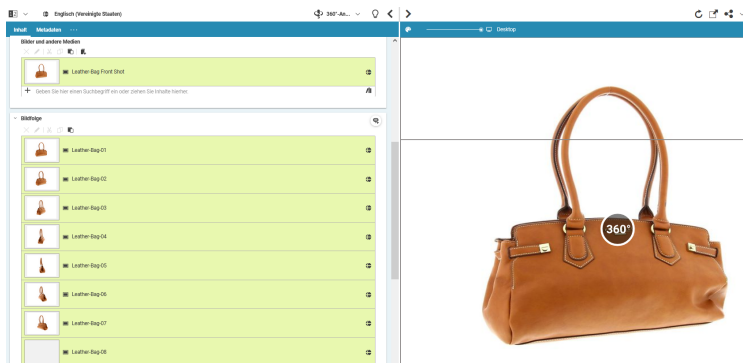 Englisch (Vereinigte Staaten)
360°-An...
Inhalt Metadaten ...
Desktop
Bilder und andere Medien
Leather-Bag Front Shot
Geben Sie hier einen Suchbegriff ein oder ziehen Sie Inhalte hierher.
Bildfolge
Leather-Bag-01
Leather-Bag-02
Leather-Bag-03
Leather-Bag-04
Leather-Bag-05
Leather-Bag-06
Leather-Bag-07
Leather-Bag-08
360°